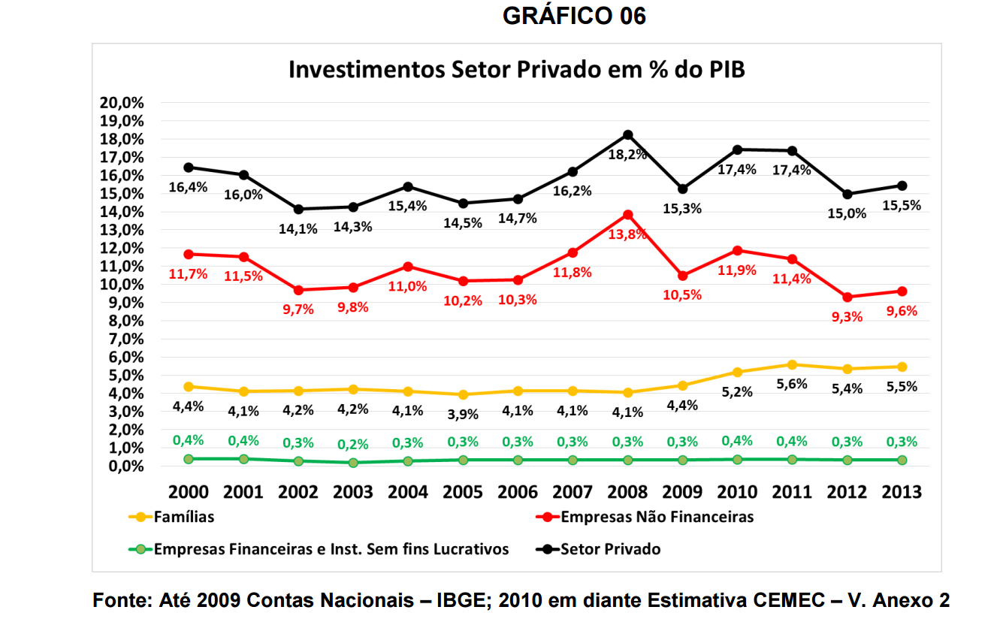 GRÁFICO 06
Investimentos Setor Privado em % do PIB
20,0%
19,0%
18,0%
17,0%
16,0%
15,0%
14,0%
13,0%
12,0%
11,0%
10,0%
9,0%
8,0%
7,0%
6,0%
5,0%
4,0%
3,0%
2,0%
1,0%
0,0%
16,4% 16,0% 14,1% 14,3% 15,4% 14,5% 14,7% 16,2% 18,2% 15,3% 17,4% 17,4% 15,0% 15,5%
11,7% 11,5% 9,7% 9,8% 11,0% 10,2% 10,3% 11,8% 13,8% 10,5% 11,9% 11,4% 9,3% 9,6%
4,4% 4,1% 4,2% 4,2% 4,1% 3,9% 4,1% 4,1% 4,1% 4,4% 5,2% 5,6% 5,4% 5,5%
0,4% 0,4% 0,3% 0,2% 0,3% 0,3% 0,3% 0,3% 0,3% 0,3% 0,4% 0,4% 0,3% 0,3%
2000 2001 2002 2003 2004 2005 2006 2007 2008 2009 2010 2011 2012 2013
Famílias Empresas Não Financeiras
Empresas Financeiras e Inst. Sem fins Lucrativos Setor Privado
Fonte: Até 2009 Contas Nacionais – IBGE; 2010 em diante Estimativa CEMEC – V. Anexo 2